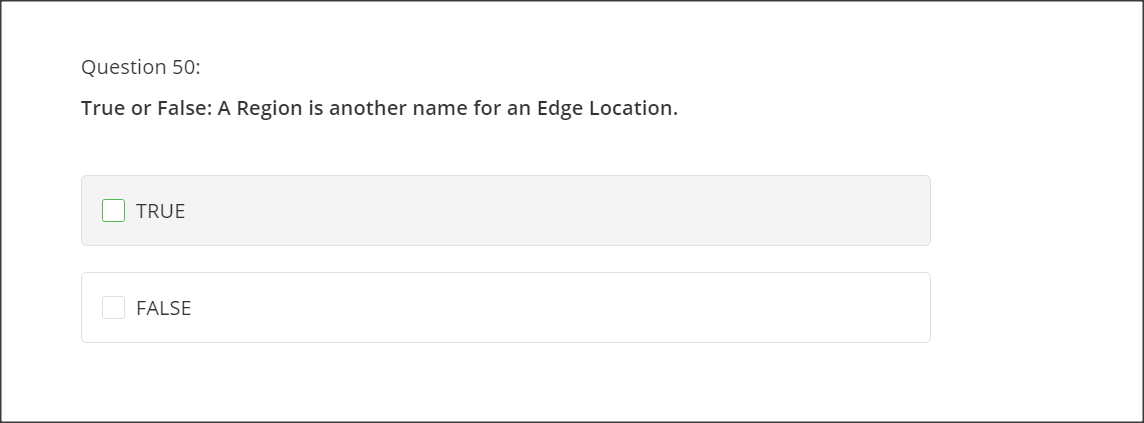 Question 50:
True or False: A Region is another name for an Edge Location.
TRUE
FALSE